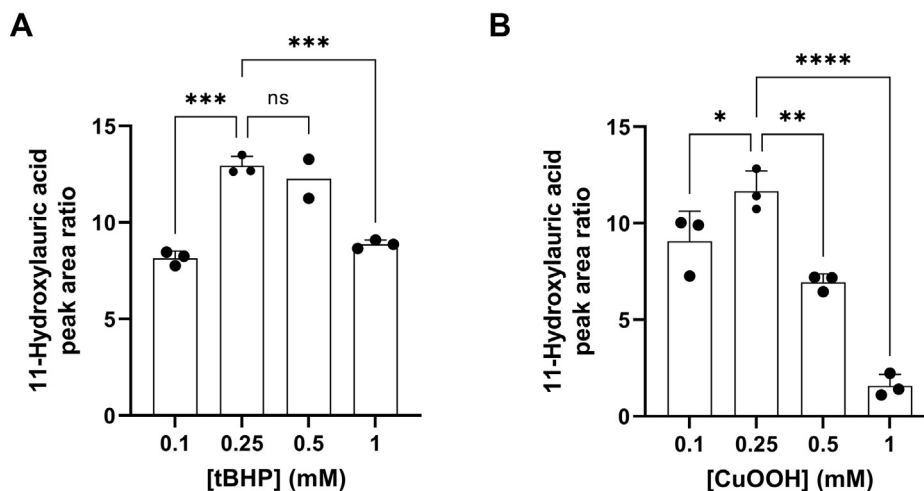 A
***
***
ns
11-Hydroxylauric acid
peak area ratio
15
10
5
0
0.1 0.25 0.5 1
[tBHP] (mM)
B
****
*
**
11-Hydroxylauric acid
peak area ratio
15
10
5
0
0.1 0.25 0.5 1
[CuOOH] (mM)